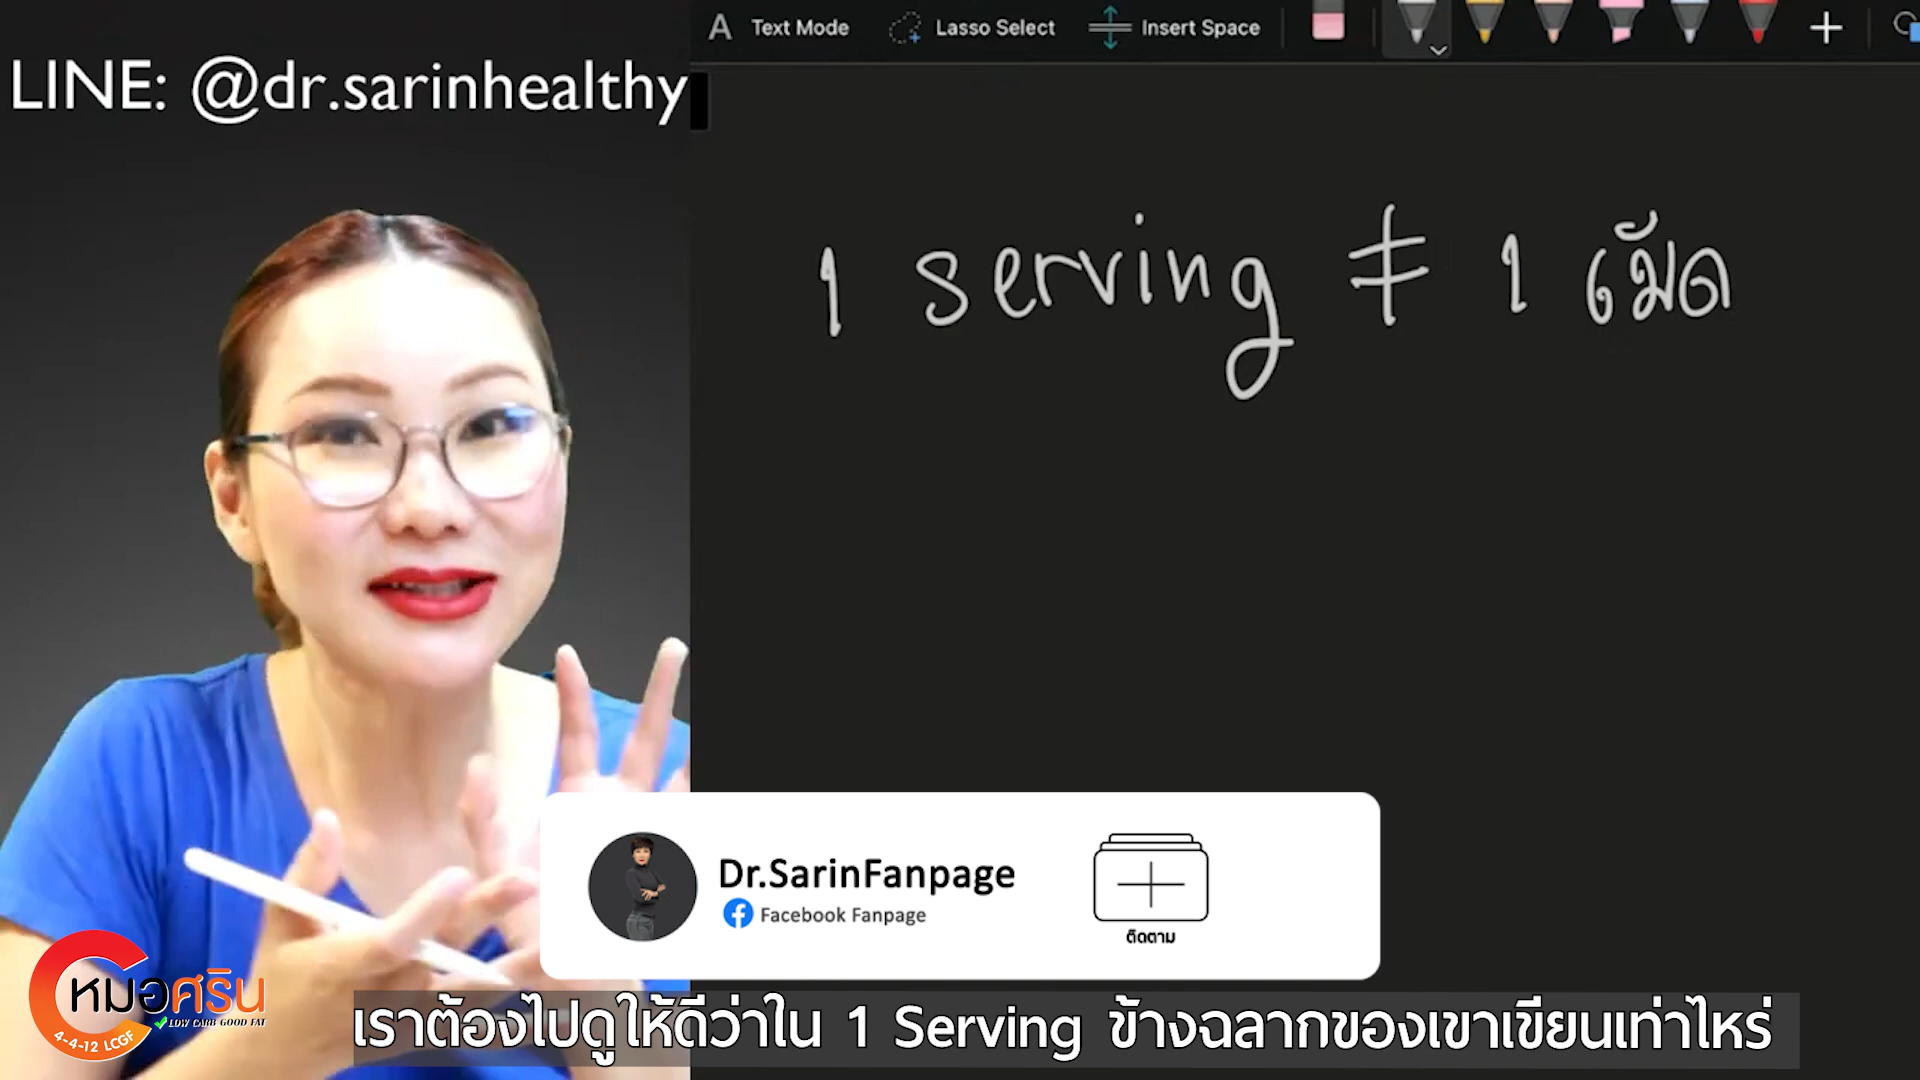 A Text Mode Lasso Select Insert Space
LINE: @dr.sarinhealthy
1 serving ≠ 1 เม็ด
Dr.SarinFanpage
Facebook Fanpage
ติดตาม
หมอศริน
LOW CARB GOOD FAT
4-4-12 LCGF
เราต้องไปดูให้ดีว่าใน 1 Serving ข้างฉลากของเขาเขียนเท่าไหร่